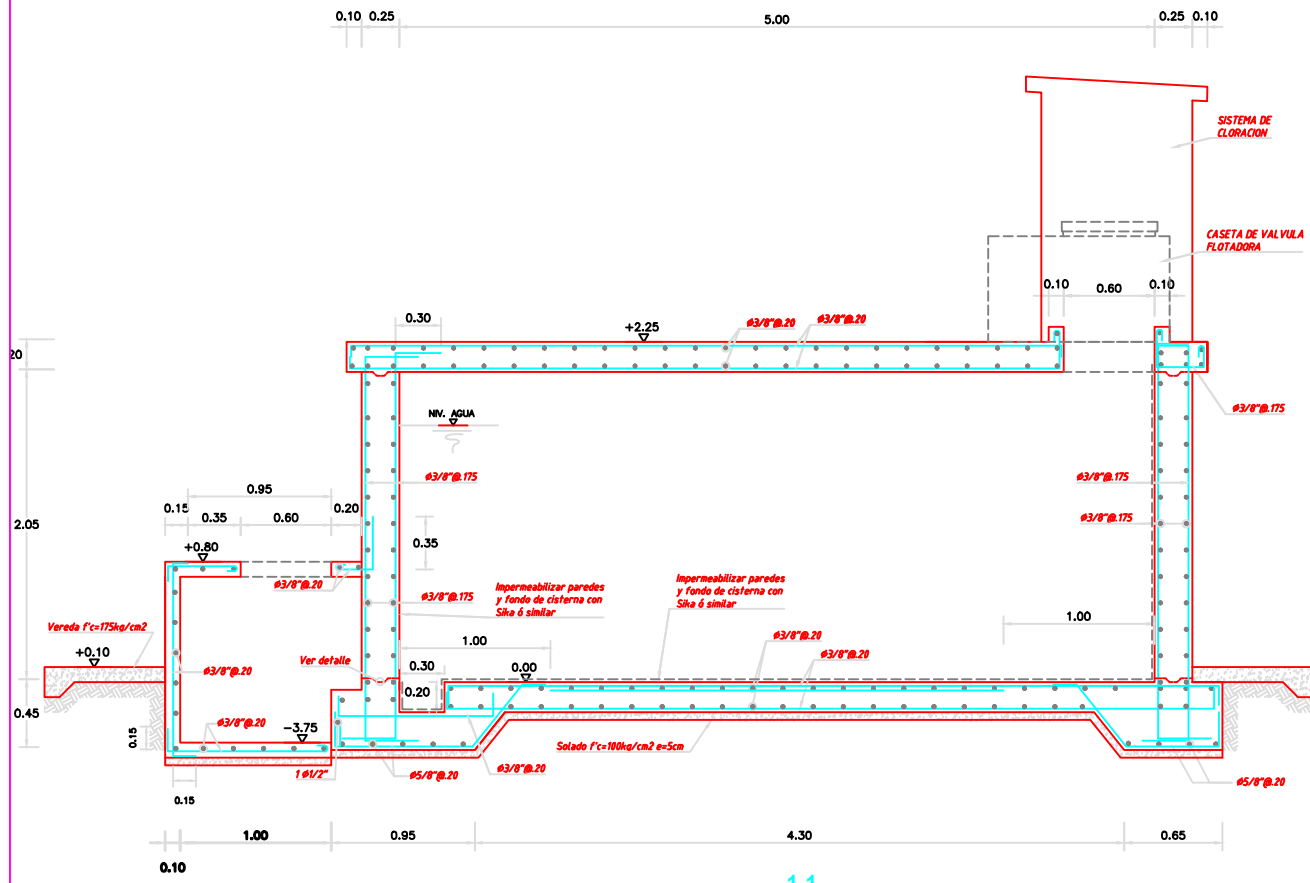 0.10 0.25 5.00 0.25 0.10
SISTEMA DE
CLORACION
CASETA DE VALVULA
FLOTADORA
0.10 0.60 0.10
0.30
+2.25
Ø3/8"@.20 Ø3/8"@.20
20
NIV. AGUA
Ø3/8"@.175
Ø3/8"@.175
Ø3/8"@.175
Ø3/8"@.175
0.95
0.15 0.35 0.60 0.20
2.05
0.35
+0.80
Ø3/8"@.20
Ø3/8"@.175
Impermeabilizar paredes
y fondo de cisterna con
Sika ó similar
Impermeabilizar paredes
y fondo de cisterna con
Sika ó similar
1.00
Vereda f'c=175kg/cm2
+0.10
Ver detalle
Ø3/8"@.20
1.00
Ø3/8"@.20
Ø3/8"@.20
0.30
0.00
0.20
0.45
0.15
Ø3/8"@.20
-3.75
Solado f'c=100kg/cm2 e=5cm
1 Ø1/2"
Ø5/8"@.20
Ø3/8"@.20
Ø5/8"@.20
0.15
1.00 0.95 4.30 0.65
0.10